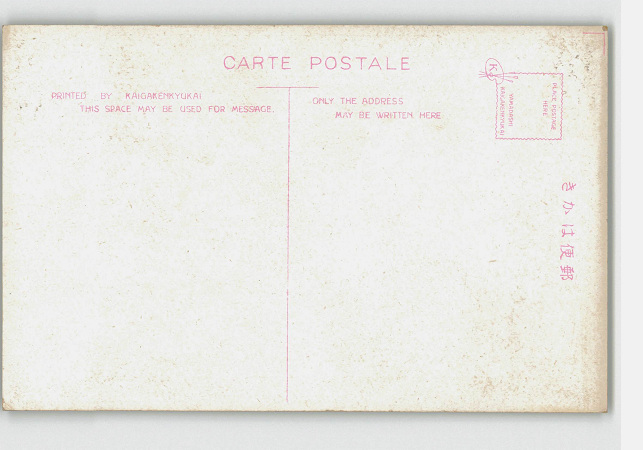 CARTE POSTALE
PRINTED BY KAIGAKENKYUKAI
THIS SPACE MAY BE USED FOR MESSAGE.
ONLY THE ADDRESS
MAY BE WRITTEN HERE
K
PLACE POSTAGE
HERE
KAIGAKENKYUKAI
きかは便郵